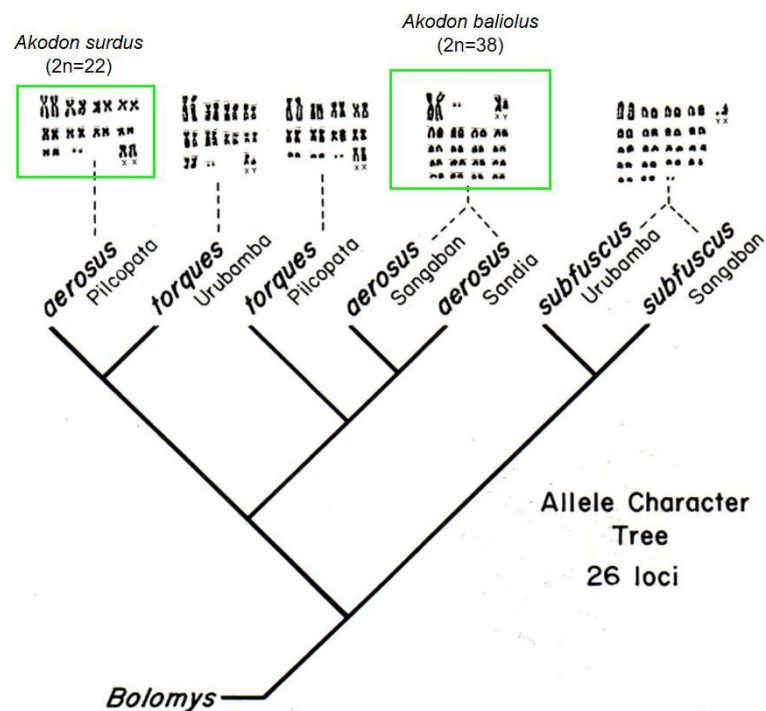 Akodon surdus
(2n=22)
Akodon baliolus
(2n=38)
X X
X Y
X X
X Y
Y X
aerosus
Pilcopata
torques
Urubamba
torques
Pilcopata
aerosus
Sangaban
aerosus
Sandia
subfuscus
Urubamba
subfuscus
Sangaban
Allele Character
Tree
26 loci
Bolomys